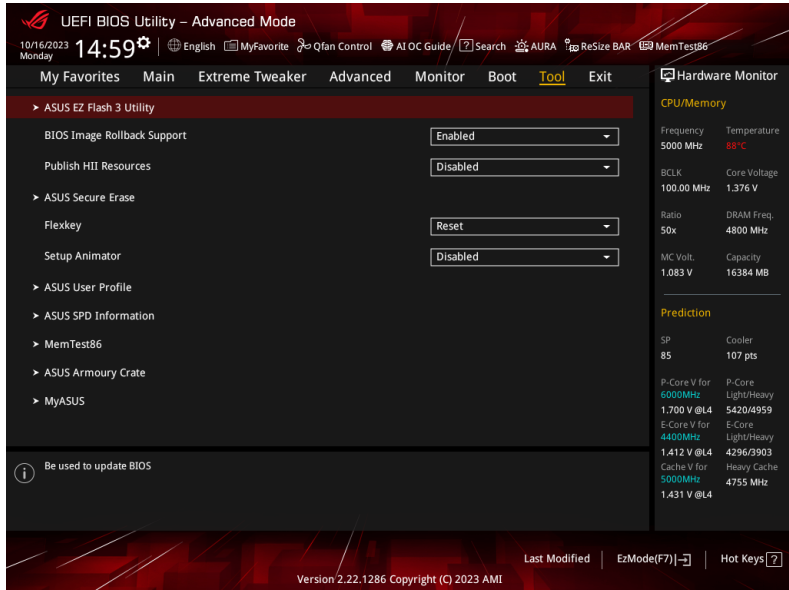 UEFI BIOS Utility – Advanced Mode
10/16/2023 Monday 14:59 English MyFavorite Qfan Control AI OC Guide ? Search AURA ReSize BAR MemTest86
My Favorites Main Extreme Tweaker Advanced Monitor Boot Tool Exit
Hardware Monitor
> ASUS EZ Flash 3 Utility
BIOS Image Rollback Support Enabled
Publish HII Resources Disabled
> ASUS Secure Erase
Flexkey Reset
Setup Animator Disabled
> ASUS User Profile
> ASUS SPD Information
> MemTest86
> ASUS Armoury Crate
> MyASUS
CPU/Memory
Frequency Temperature
5000 MHz 88°C
BCLK Core Voltage
100.00 MHz 1.376 V
Ratio DRAM Freq.
50x 4800 MHz
MC Volt. Capacity
1.083 V 16384 MB
Prediction
SP Cooler
85 107 pts
P-Core V for P-Core
6000MHz Light/Heavy
1.700 V @L4 5420/4959
E-Core V for E-Core
4400MHz Light/Heavy
1.412 V @L4 4296/3903
Cache V for Heavy Cache
5000MHz 4755 MHz
1.431 V @L4
i Be used to update BIOS
Last Modified EzMode(F7) Hot Keys ?
Version 2.22.1286 Copyright (C) 2023 AMI